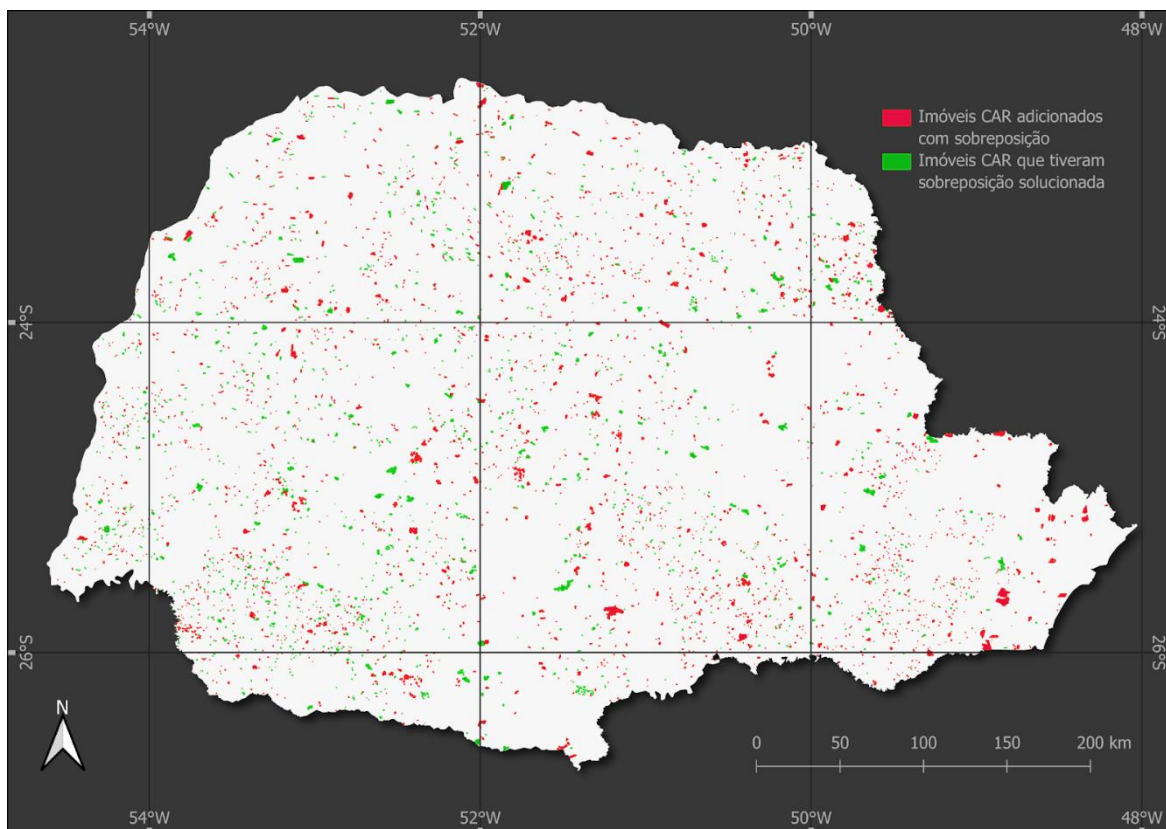 54°W
52°W
50°W
48°W
Imóveis CAR adicionados
com sobreposição
Imóveis CAR que tiveram
sobreposição solucionada
24°S
24°S
26°S
26°S
N
0
50
100
150
200 km
54°W
52°W
50°W
48°W